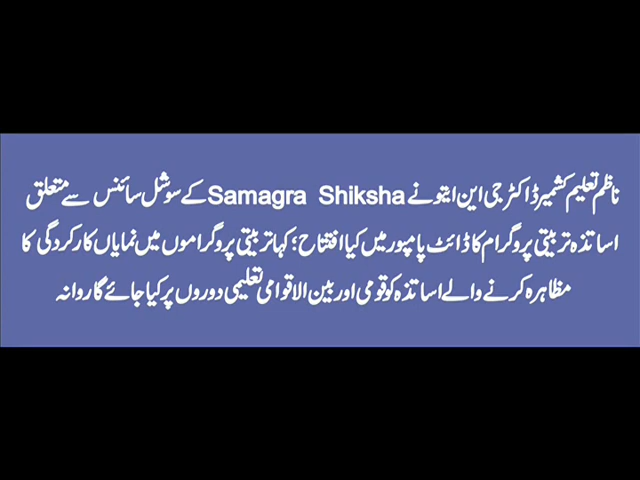 ناظم تعلیم کشمیر ڈاکٹر جی این ایتو نے Samagra Shiksha کے سوشل سائنس سے متعلق
اساتذہ تربیتی پروگرام کا ڈائٹ پامپور میں کیا افتتاح؛ کہا تربیتی پروگراموں میں نمایاں کارکردگی کا
مظاہرہ کرنے والے اساتذہ کو قومی اور بین الاقوامی تعلیمی دوروں پر کیا جائے گا روانہ